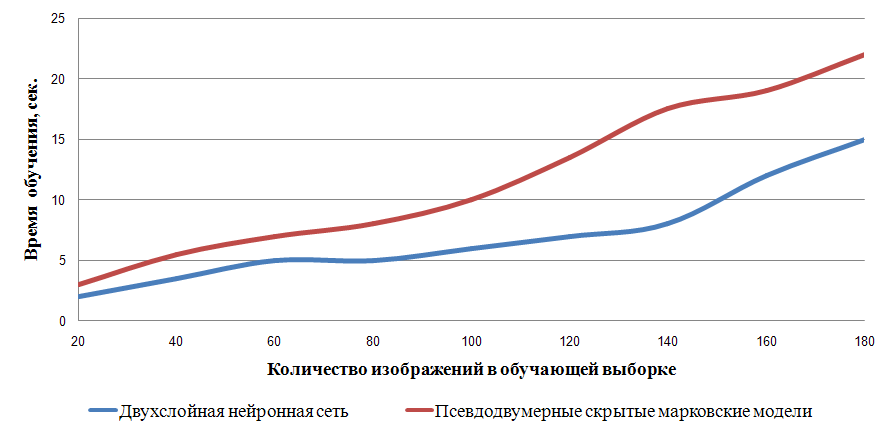 25
20
15
10
5
0
Время обучения, сек.
20 40 60 80 100 120 140 160 180
Количество изображений в обучающей выборке
Двухслойная нейронная сеть Псевдодвумерные скрытые марковские модели